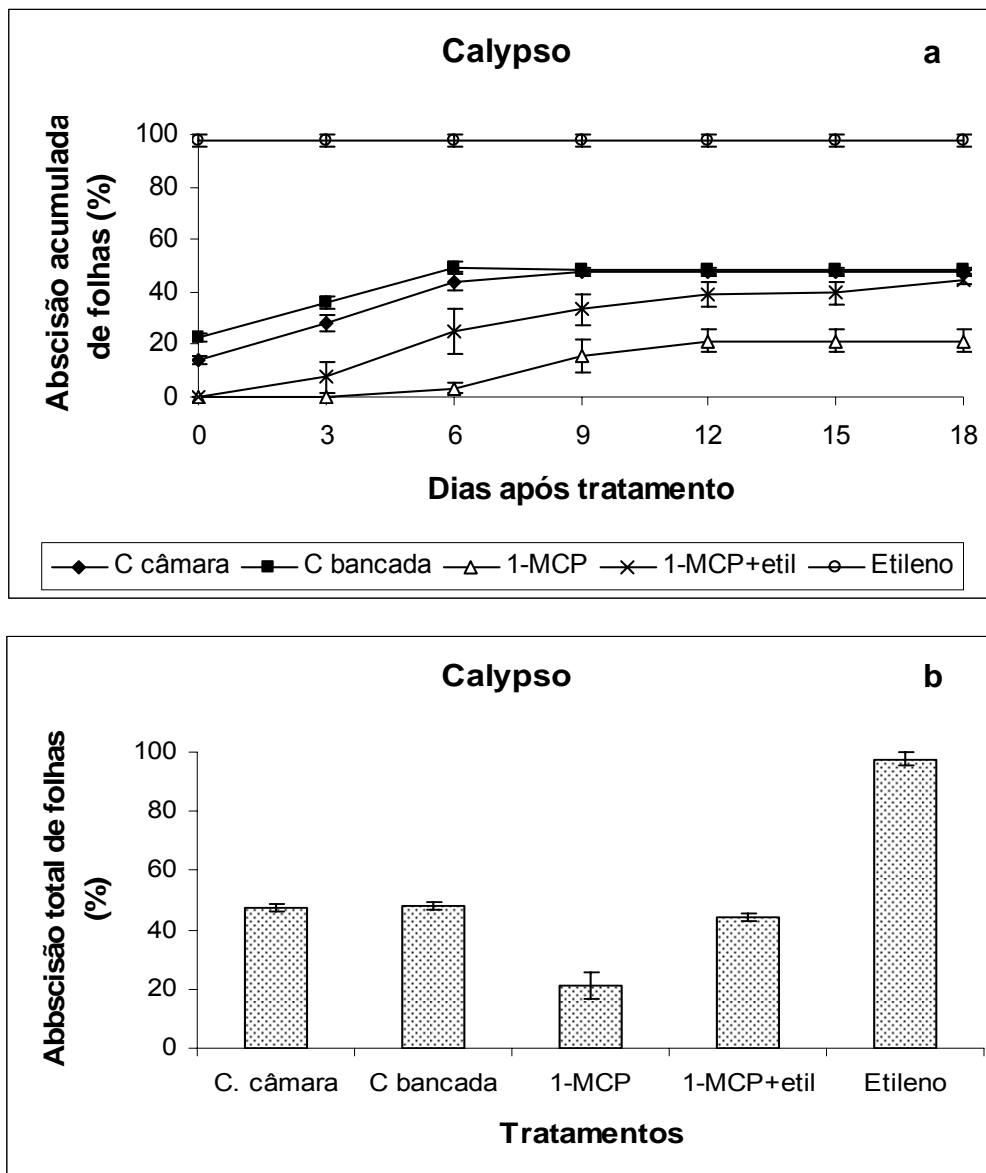 Calypso
a
Abscisão acumulada
de folhas (%)
100
80
60
40
20
0
0 3 6 9 12 15 18
Dias após tratamento
C câmara C bancada 1-MCP 1-MCP+etil Etileno
Calypso
b
Abbscisão total de folhas
(%)
100
80
60
40
20
0
C. câmara C bancada 1-MCP 1-MCP+etil Etileno
Tratamentos